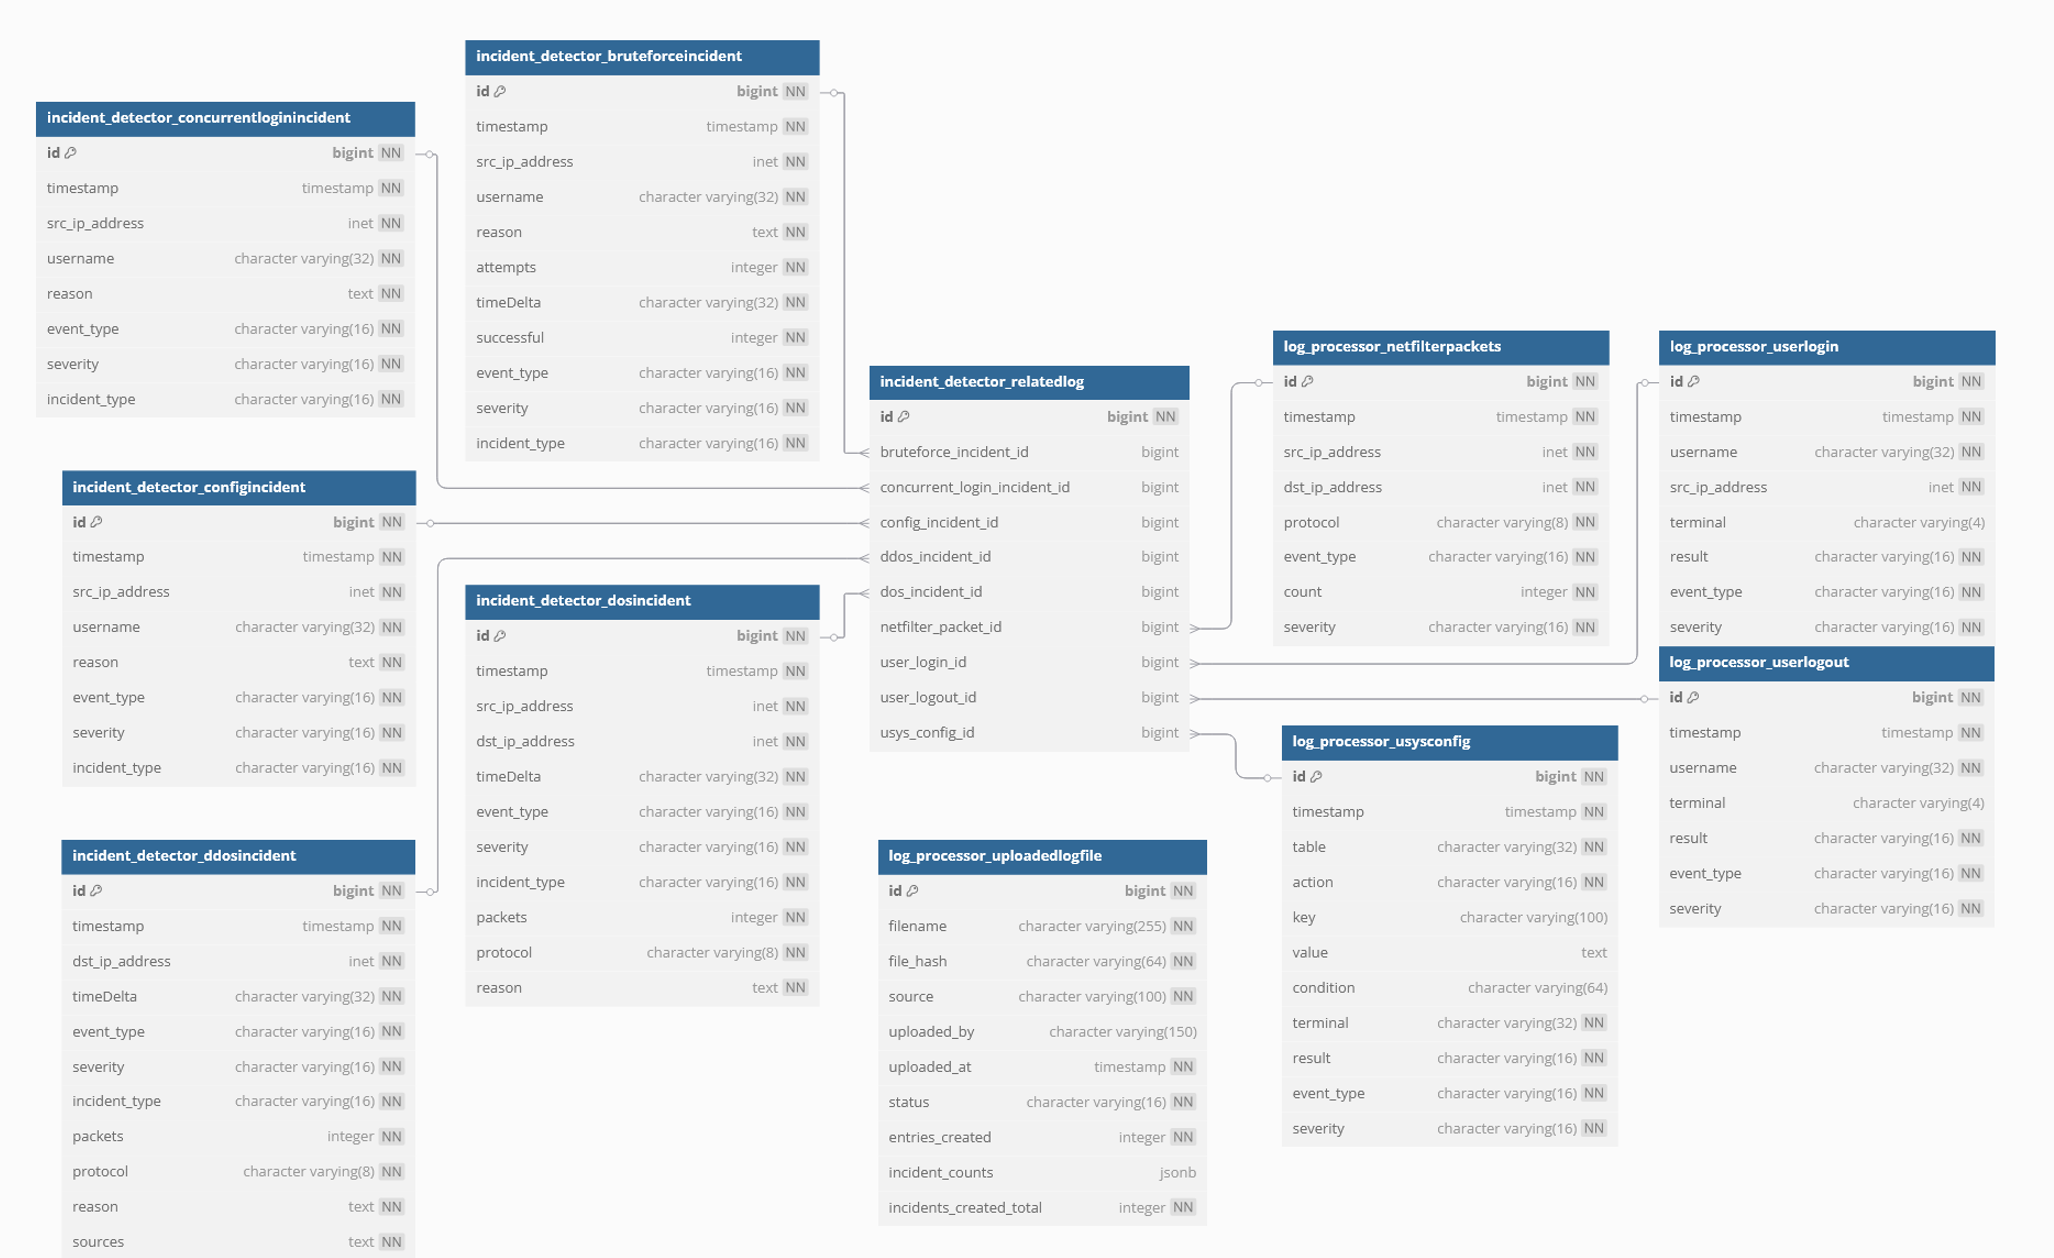 incident_detector_concurrentloginincident
id bigint NN
timestamp timestamp NN
src_ip_address inet NN
username character varying(32) NN
reason text NN
event_type character varying(16) NN
severity character varying(16) NN
incident_type character varying(16) NN
incident_detector_bruteforceincident
id bigint NN
timestamp timestamp NN
src_ip_address inet NN
username character varying(32) NN
reason text NN
attempts integer NN
timeDelta character varying(32) NN
successful integer NN
event_type character varying(16) NN
severity character varying(16) NN
incident_type character varying(16) NN
incident_detector_configincident
id bigint NN
timestamp timestamp NN
src_ip_address inet NN
username character varying(32) NN
reason text NN
event_type character varying(16) NN
severity character varying(16) NN
incident_type character varying(16) NN
incident_detector_dosincident
id bigint NN
timestamp timestamp NN
src_ip_address inet NN
dst_ip_address inet NN
timeDelta character varying(32) NN
event_type character varying(16) NN
severity character varying(16) NN
incident_type character varying(16) NN
packets integer NN
protocol character varying(8) NN
reason text NN
incident_detector_ddosincident
id bigint NN
timestamp timestamp NN
dst_ip_address inet NN
timeDelta character varying(32) NN
event_type character varying(16) NN
severity character varying(16) NN
incident_type character varying(16) NN
packets integer NN
protocol character varying(8) NN
reason text NN
sources text NN
incident_detector_relatedlog
id bigint NN
bruteforce_incident_id bigint
concurrent_login_incident_id bigint
config_incident_id bigint
ddos_incident_id bigint
dos_incident_id bigint
netfilter_packet_id bigint
user_login_id bigint
user_logout_id bigint
usys_config_id bigint
log_processor_uploadedlogfile
id bigint NN
filename character varying(255) NN
file_hash character varying(64) NN
source character varying(100) NN
uploaded_by character varying(150)
uploaded_at timestamp NN
status character varying(16) NN
entries_created integer NN
incident_counts jsonb
incidents_created_total integer NN
log_processor_netfilterpackets
id bigint NN
timestamp timestamp NN
src_ip_address inet NN
dst_ip_address inet NN
protocol character varying(8) NN
event_type character varying(16) NN
count integer NN
severity character varying(16) NN
log_processor_usysconfig
id bigint NN
timestamp timestamp NN
table character varying(32) NN
action character varying(16) NN
key character varying(100)
value text
condition character varying(64)
terminal character varying(32) NN
result character varying(16) NN
event_type character varying(16) NN
severity character varying(16) NN
log_processor_userlogin
id bigint NN
timestamp timestamp NN
username character varying(32) NN
src_ip_address inet NN
terminal character varying(4)
result character varying(16) NN
event_type character varying(16) NN
severity character varying(16) NN
log_processor_userlogout
id bigint NN
timestamp timestamp NN
username character varying(32) NN
terminal character varying(4)
result character varying(16) NN
event_type character varying(16) NN
severity character varying(16) NN